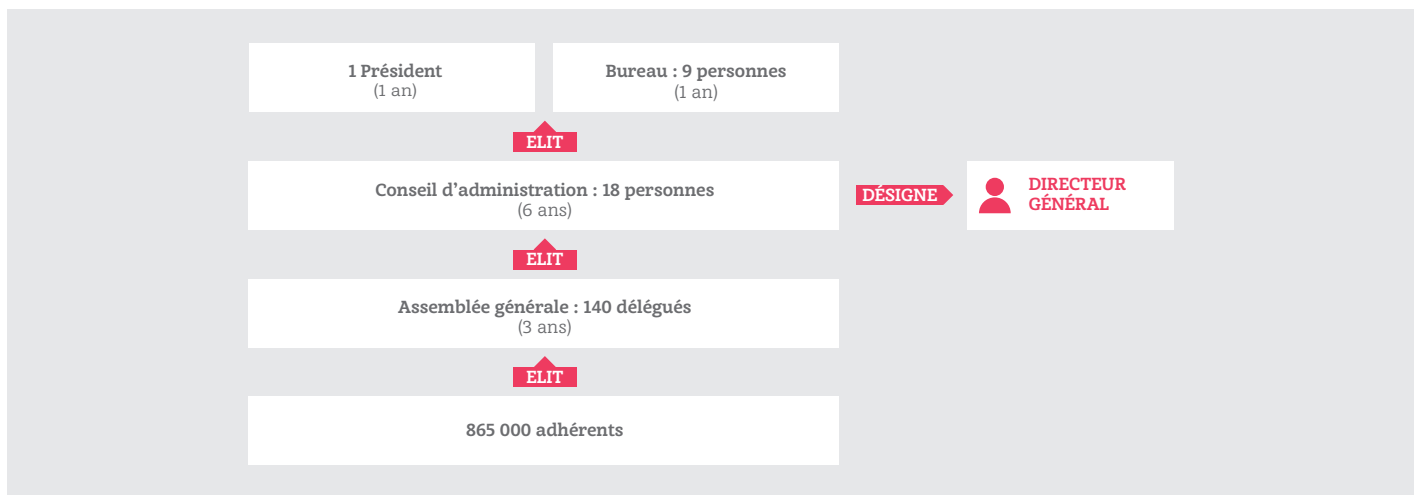 1 Président
(1 an)
Bureau : 9 personnes
(1 an)
ELIT
Conseil d’administration : 18 personnes
(6 ans)
DÉSIGNE
DIRECTEUR
GÉNÉRAL
ELIT
Assemblée générale : 140 délégués
(3 ans)
ELIT
865 000 adhérents